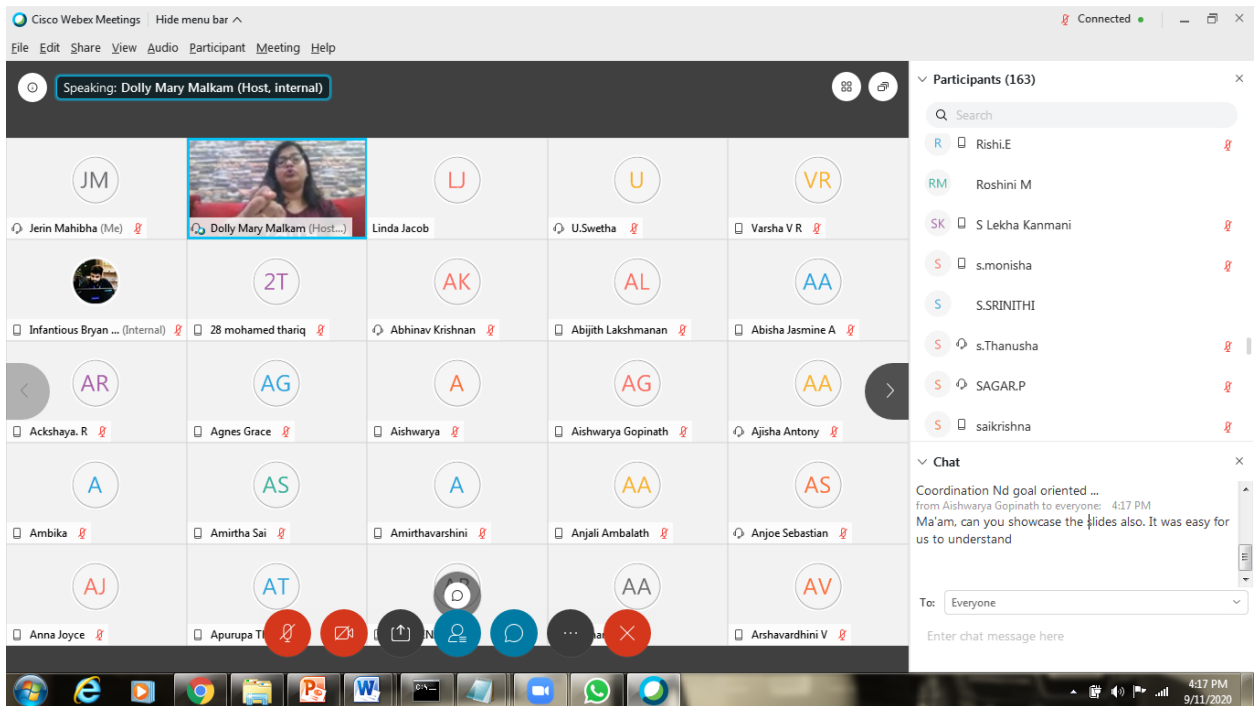 Cisco Webex Meetings Hide menu bar
Connected
File Edit Share View Audio Participant Meeting Help
Speaking: Dolly Mary Malkam (Host, internal)
JM LJ U VR
Jerin Mahibha (Me) Dolly Mary Malkam (Host...) Linda Jacob U.Swetha Varsha V R
2T AK AL AA
Infantious Bryan ... (Internal) 28 mohamed thariq Abhinav Krishnan Abijith Lakshmanan Abisha Jasmine A
AR AG A AG AA
Ackshaya. R Agnes Grace Aishwarya Aishwarya Gopinath Ajisha Antony
A AS A AA AS
Ambika Amirtha Sai Amirthavarshini Anjali Ambalath Anjoe Sebastian
AJ AT AA AV
Anna Joyce Apurupa Arshavardhini V
Participants (163)
Search
R Rishi.E
RM Roshini M
SK S Lekha Kanmani
S s.monisha
S S.SRINITHI
S s.Thanusha
S SAGAR.P
S saikrishna
Chat
Coordination Nd goal oriented ...
from Aishwarya Gopinath to everyone: 4:17 PM
Ma'am, can you showcase the slides also. It was easy for
us to understand
To: Everyone
Enter chat message here
4:17 PM
9/11/2020